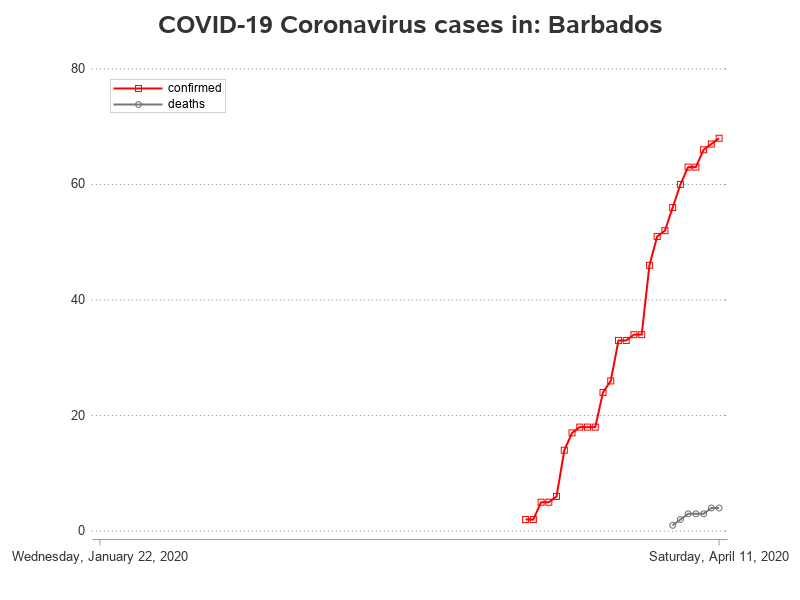 COVID-19 Coronavirus cases in: Barbados
80
confirmed
deaths
60
40
20
0
Wednesday, January 22, 2020
Saturday, April 11, 2020